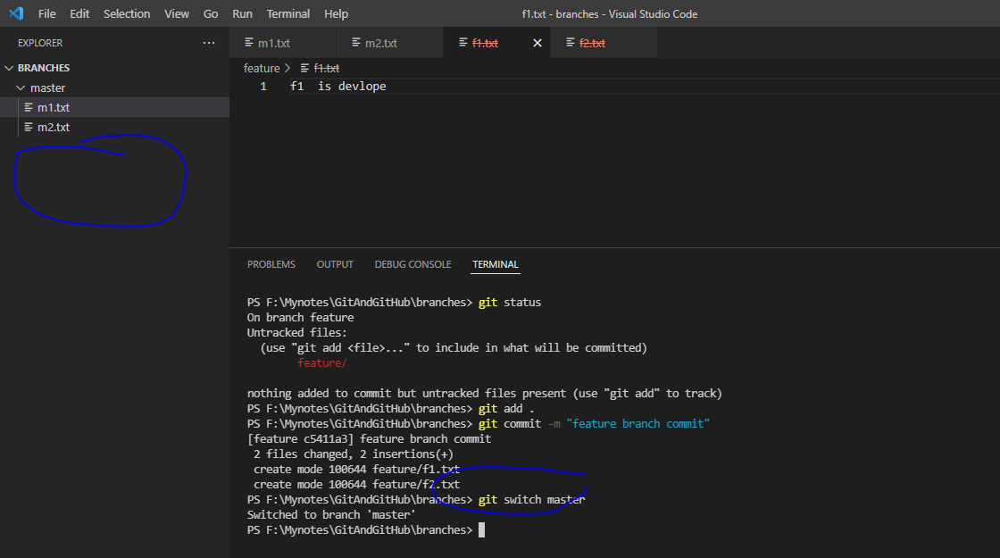 File Edit Selection View Go Run Terminal Help
f1.txt - branches - Visual Studio Code
EXPLORER
BRANCHES
master
m1.txt
m2.txt
m1.txt m2.txt f1.txt f2.txt
feature > f1.txt
1 f1  is devlope
PROBLEMS OUTPUT DEBUG CONSOLE TERMINAL
PS F:\Mynotes\GitAndGitHub\branches> git status
On branch feature
Untracked files:
  (use "git add <file>..." to include in what will be committed)
        feature/
nothing added to commit but untracked files present (use "git add" to track)
PS F:\Mynotes\GitAndGitHub\branches> git add .
PS F:\Mynotes\GitAndGitHub\branches> git commit -m "feature branch commit"
[feature c5411a3] feature branch commit
 2 files changed, 2 insertions(+)
 create mode 100644 feature/f1.txt
 create mode 100644 feature/f2.txt
PS F:\Mynotes\GitAndGitHub\branches> git switch master
Switched to branch 'master'
PS F:\Mynotes\GitAndGitHub\branches>